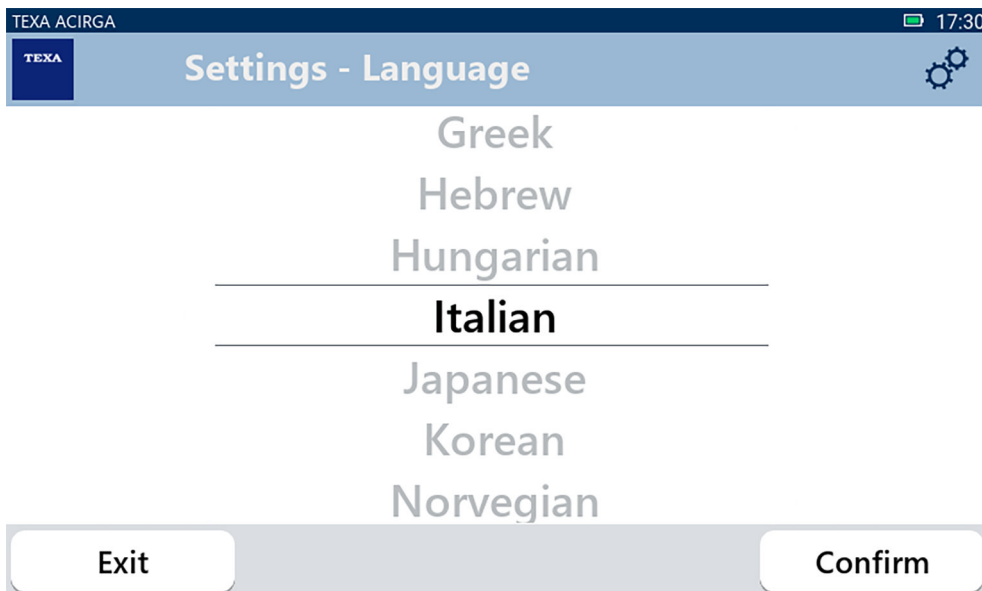 TEXA ACIRGA 17:30
TEXA Settings - Language
Greek
Hebrew
Hungarian
Italian
Japanese
Korean
Norvegian
Exit Confirm